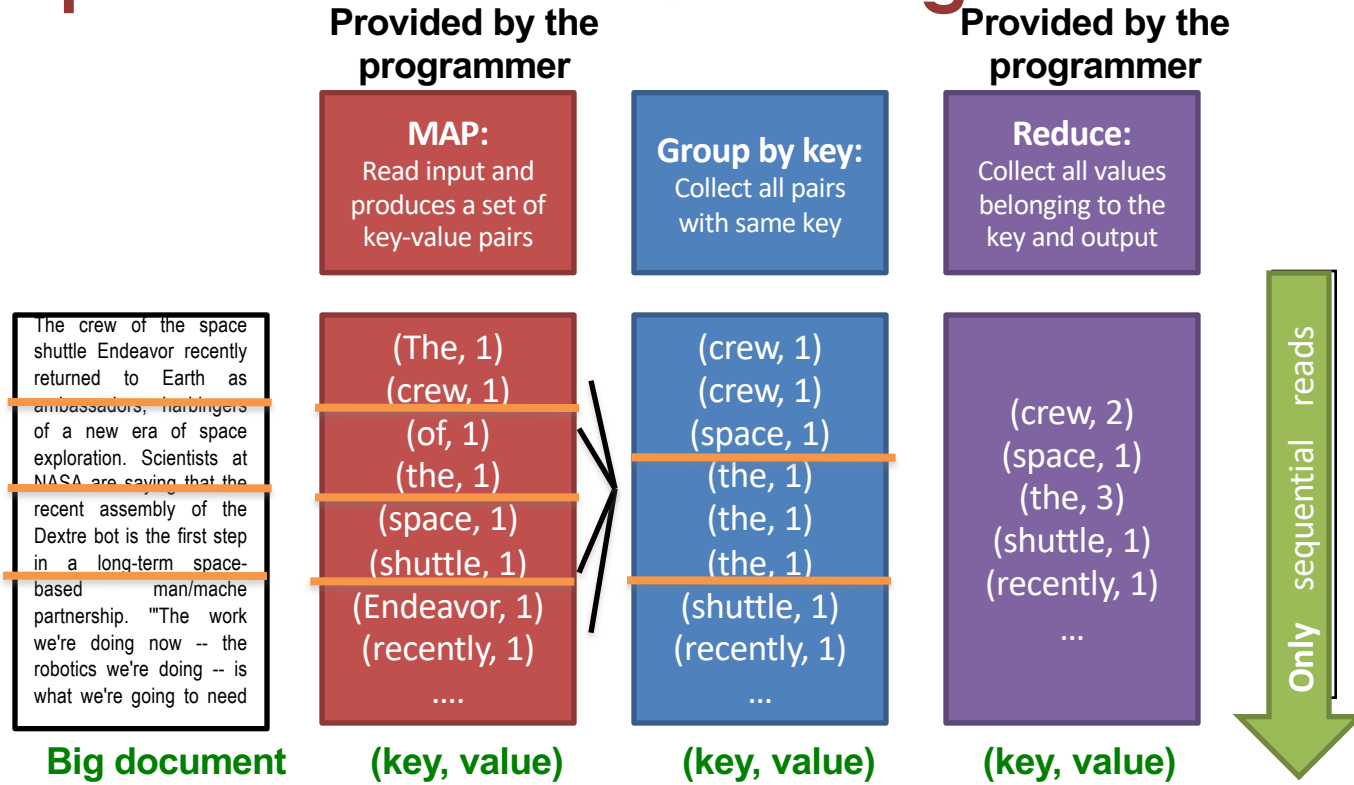 Provided by the
programmer
Provided by the
programmer
MAP:
Read input and
produces a set of
key-value pairs
Group by key:
Collect all pairs
with same key
Reduce:
Collect all values
belonging to the
key and output
The crew of the space
shuttle Endeavor recently
returned to Earth as
ambassadors, harbingers
of a new era of space
exploration. Scientists at
NASA are saying that the
recent assembly of the
Dextre bot is the first step
in a long-term space-
based man/mache
partnership. '"The work
we're doing now -- the
robotics we're doing -- is
what we're going to need
Big document
(The, 1)
(crew, 1)
(of, 1)
(the, 1)
(space, 1)
(shuttle, 1)
(Endeavor, 1)
(recently, 1)
....
(key, value)
(crew, 1)
(crew, 1)
(space, 1)
(the, 1)
(the, 1)
(the, 1)
(shuttle, 1)
(recently, 1)
...
(key, value)
(crew, 2)
(space, 1)
(the, 3)
(shuttle, 1)
(recently, 1)
...
(key, value)
Only sequential reads